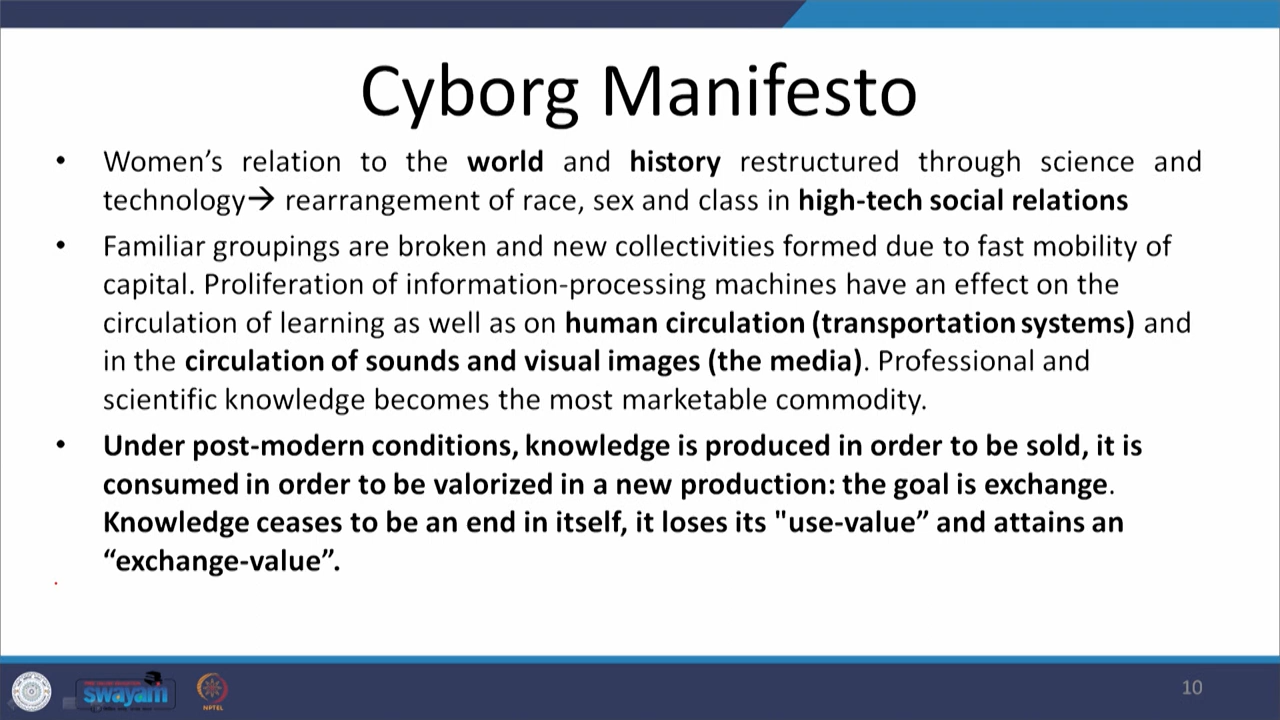 Cyborg Manifesto
• Women’s relation to the world and history restructured through science and
technology→ rearrangement of race, sex and class in high-tech social relations
• Familiar groupings are broken and new collectivities formed due to fast mobility of
capital. Proliferation of information-processing machines have an effect on the
circulation of learning as well as on human circulation (transportation systems) and
in the circulation of sounds and visual images (the media). Professional and
scientific knowledge becomes the most marketable commodity.
• Under post-modern conditions, knowledge is produced in order to be sold, it is
consumed in order to be valorized in a new production: the goal is exchange.
Knowledge ceases to be an end in itself, it loses its "use-value” and attains an
“exchange-value”.
swayam
NPTEL
10